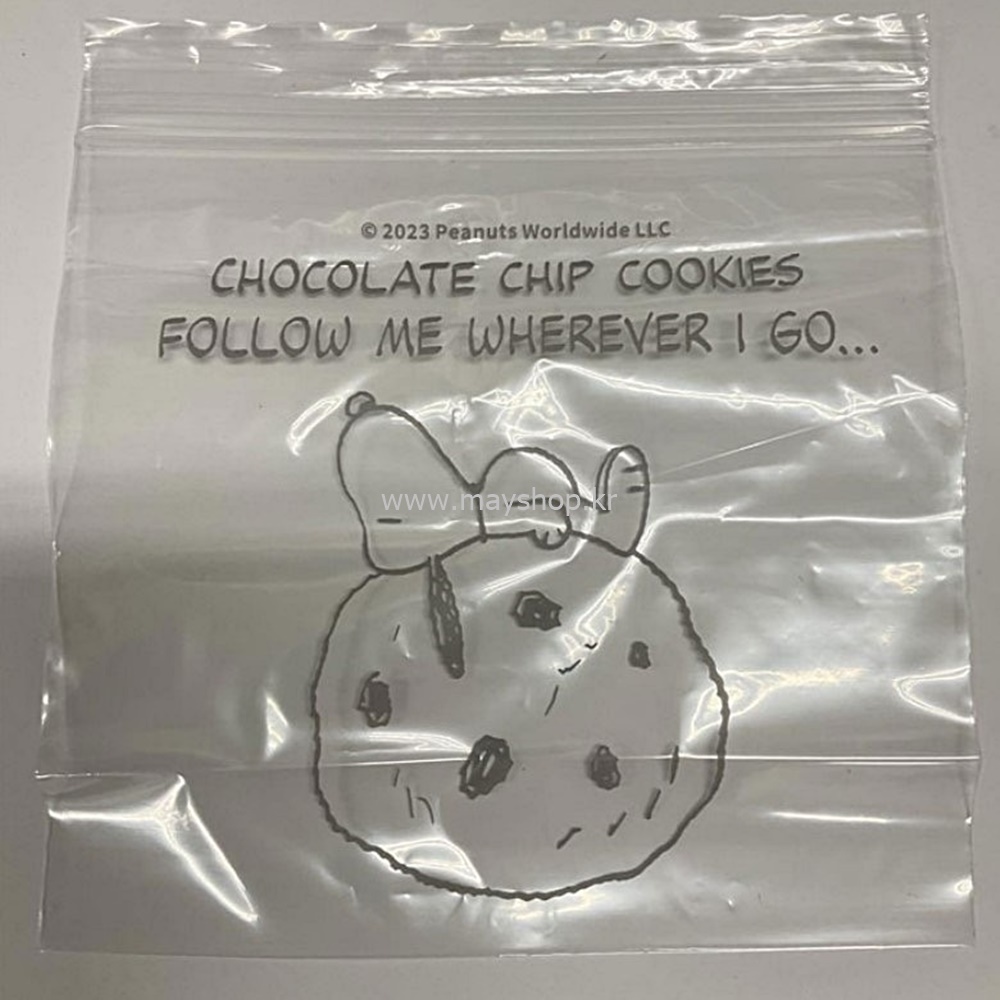 © 2023 Peanuts Worldwide LLC
CHOCOLATE CHIP COOKIES
FOLLOW ME WHEREVER I GO...
www.mayshop.kr